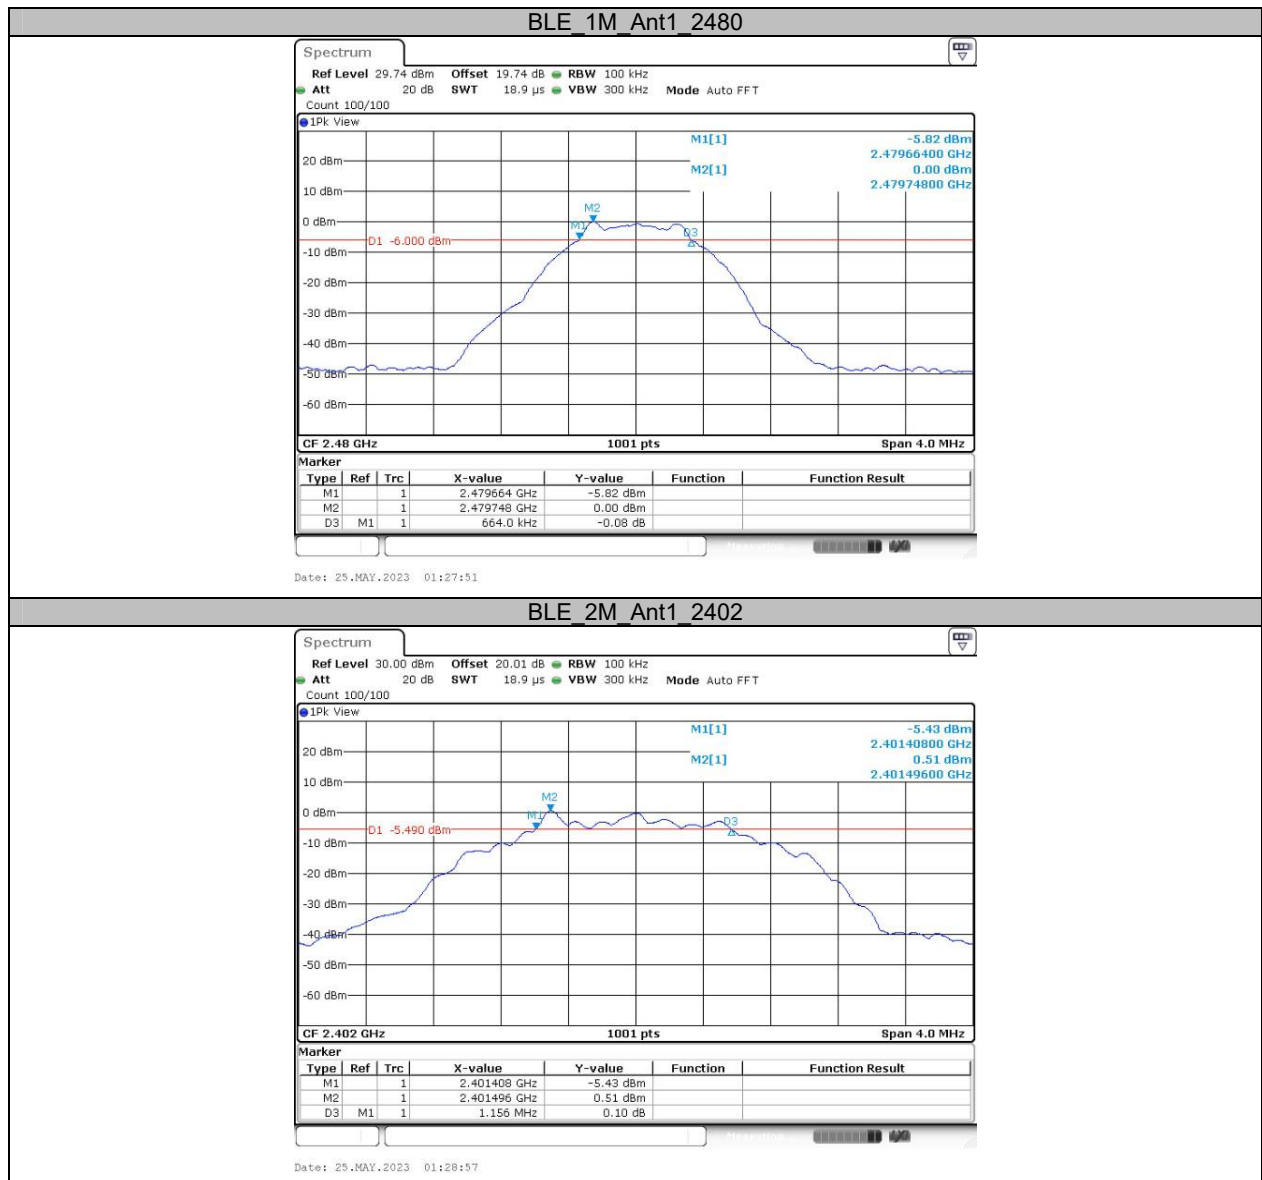 BLE_1M_Ant1_2480
Spectrum
Ref Level 29.74 dBm Offset 19.74 dB RBW 100 kHz
Att 20 dB SWT 18.9 µs VBW 300 kHz Mode Auto FFT
Count 100/100
1Pk View
M1[1] -5.82 dBm
2.47966400 GHz
20 dBm
M2[1] 0.00 dBm
2.47974800 GHz
10 dBm
M2
0 dBm
M1
D3
D1 -6.000 dBm
-10 dBm
-20 dBm
-30 dBm
-40 dBm
-50 dBm
-60 dBm
CF 2.48 GHz 1001 pts Span 4.0 MHz
Marker
Type Ref Trc X-value Y-value Function Function Result
M1 1 2.479664 GHz -5.82 dBm
M2 1 2.479748 GHz 0.00 dBm
D3 M1 1 664.0 kHz -0.08 dB
Date: 25.MAY.2023 01:27:51
BLE_2M_Ant1_2402
Spectrum
Ref Level 30.00 dBm Offset 20.01 dB RBW 100 kHz
Att 20 dB SWT 18.9 µs VBW 300 kHz Mode Auto FFT
Count 100/100
1Pk View
M1[1] -5.43 dBm
2.40140800 GHz
20 dBm
M2[1] 0.51 dBm
2.40149600 GHz
10 dBm
M2
0 dBm
M1
D3
D1 -5.490 dBm
-10 dBm
-20 dBm
-30 dBm
-40 dBm
-50 dBm
-60 dBm
CF 2.402 GHz 1001 pts Span 4.0 MHz
Marker
Type Ref Trc X-value Y-value Function Function Result
M1 1 2.401408 GHz -5.43 dBm
M2 1 2.401496 GHz 0.51 dBm
D3 M1 1 1.156 MHz 0.10 dB
Date: 25.MAY.2023 01:28:57